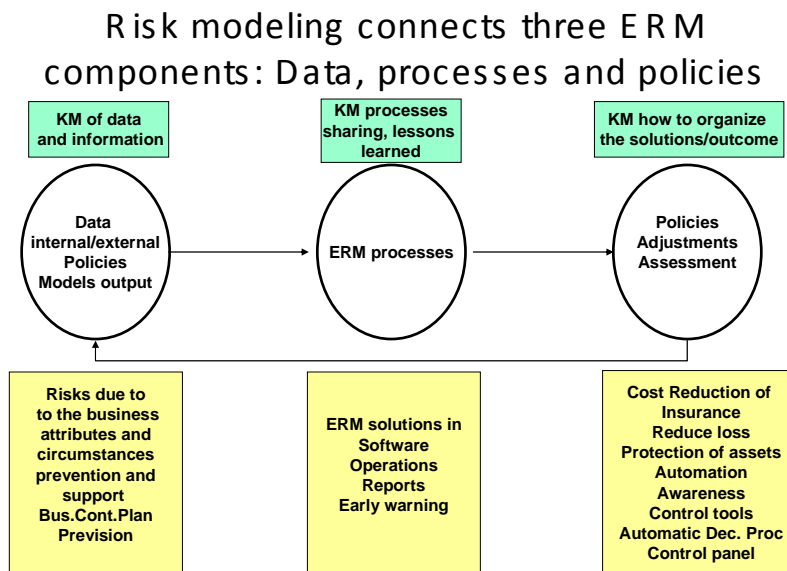 Risk modeling connects three ERM
components: Data, processes and policies
KM of data
and information
KM processes
sharing, lessons
learned
KM how to organize
the solutions/outcome
Data
internal/external
Policies
Models output
ERM processes
Policies
Adjustments
Assessment
Risks due to
to the business
attributes and
circumstances
prevention and
support
Bus.Cont.Plan
Prevision
ERM solutions in
Software
Operations
Reports
Early warning
Cost Reduction of
Insurance
Reduce loss
Protection of assets
Automation
Awareness
Control tools
Automatic Dec. Proc
Control panel